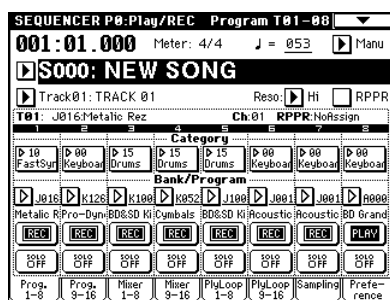 SEQUENCER P0:Play/REC Program T01-08
001:01.000 Meter: 4/4 ♩ = 053 Manu
S000: NEW SONG
Track01: TRACK 01 Reso: Hi RPPR
T01: J016:Metalic Rez Ch:01 RPPR:NoAssign
1 2 3 4 5 6 7 8
Category
10 00 15 15 15 00 00 00
FastSyn Keyboar Drums Drums Drums Keyboar Keyboar Keyboar
Bank/Program
J016 K126 K100 K052 J100 J001 J001 A000
Metalic R Pro-Dyn BD&SD Ki Cymbals BD&SD Ki Acoustic Acoustic BD Grand
REC REC REC REC REC REC REC PLAY
SOLO SOLO SOLO SOLO SOLO SOLO SOLO SOLO
OFF OFF OFF OFF OFF OFF OFF OFF
Prog. Prog. Mixer Mixer PlyLoop PlyLoop Sampling Prefe-
1-8 9-16 1-8 9-16 1-8 9-16 rence